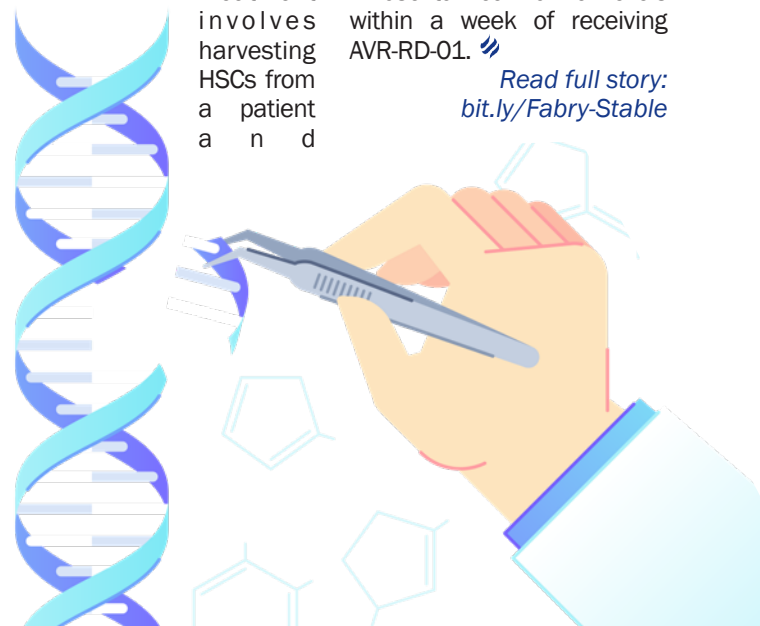 involves
harvesting
HSCs from
a patient
and
within a week of receiving
AVR-RD-01.
Read full story:
bit.ly/Fabry-Stable